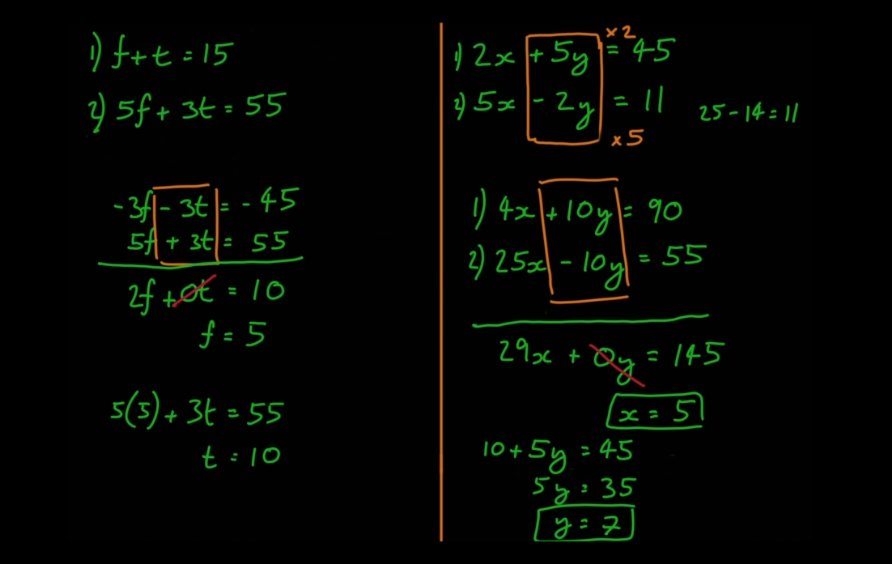 1) f + t = 15
2) 5f + 3t = 55
-3f - 3t = -45
5f + 3t = 55
2f + 0t = 10
f = 5
5(5) + 3t = 55
t = 10
×2
1) 2x + 5y = 45
2) 5x - 2y = 11
25 - 14 = 11
×5
1) 4x + 10y = 90
2) 25x - 10y = 55
29x + 0y = 145
x = 5
10 + 5y = 45
5y = 35
y = 7